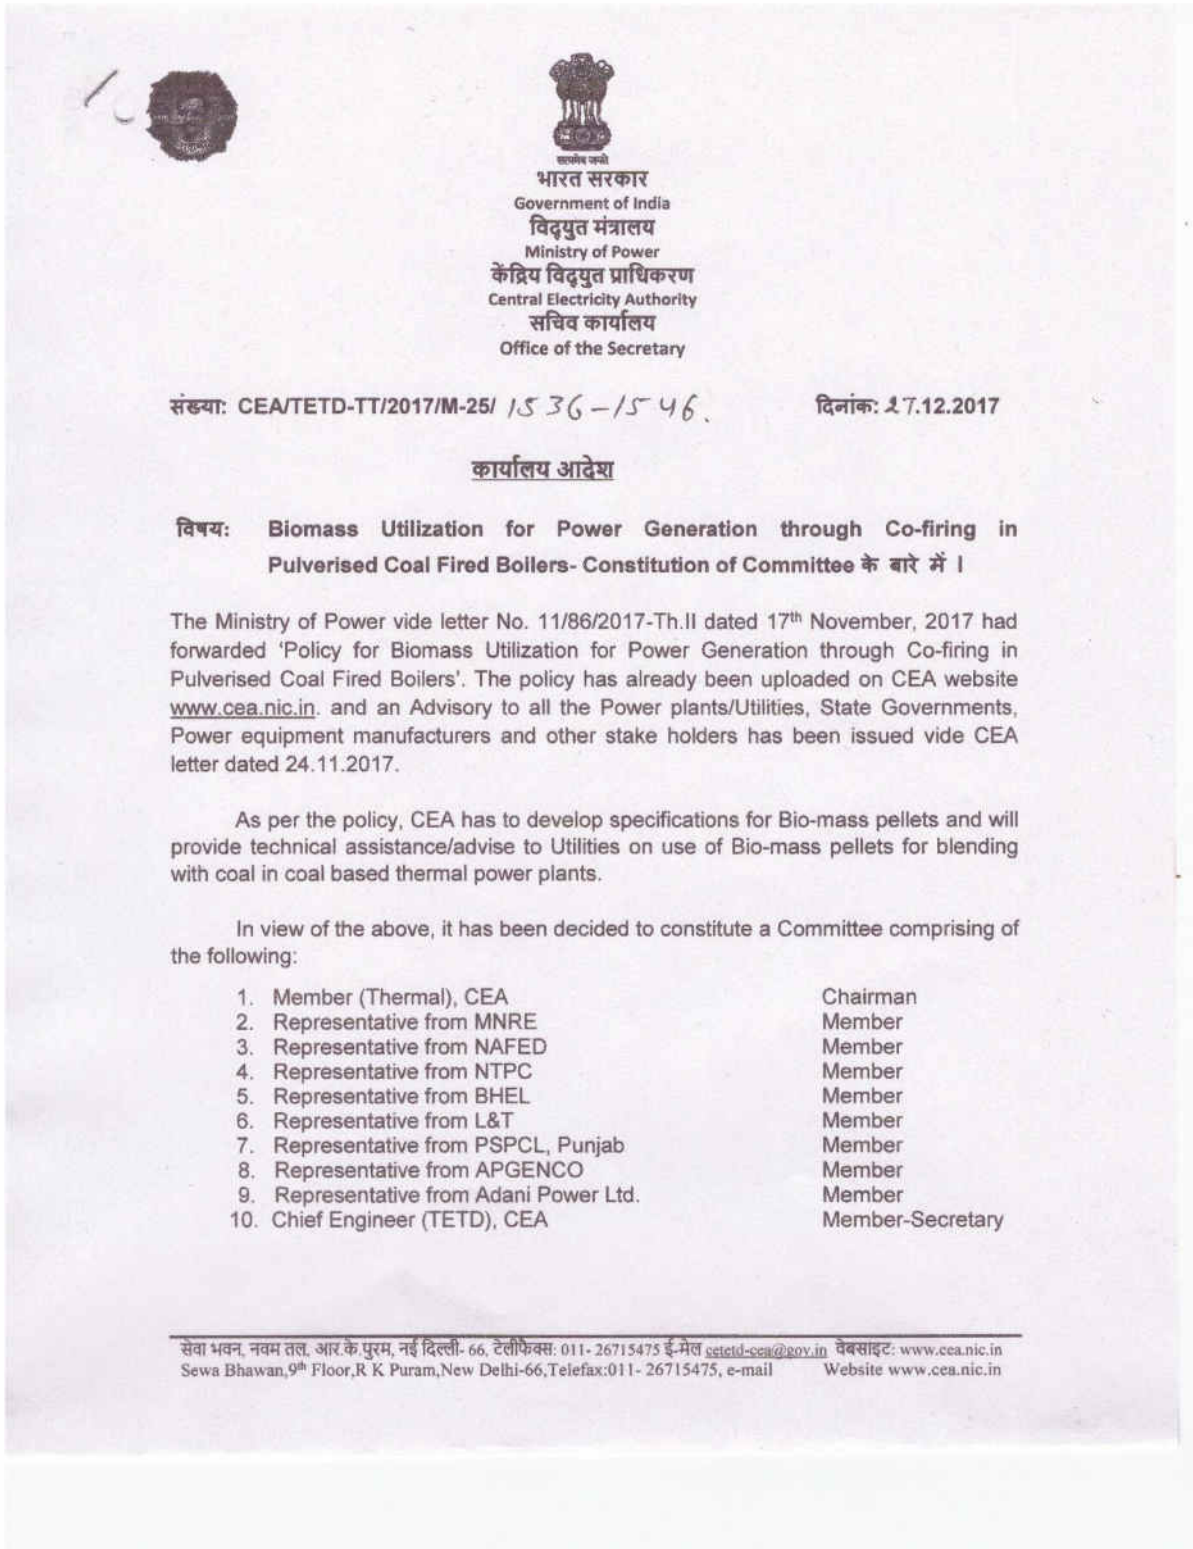 सत्यमेव जयते
भारत सरकार
Government of India
विद्युत मंत्रालय
Ministry of Power
केंद्रिय विद्युत प्राधिकरण
Central Electricity Authority
सचिव कार्यालय
Office of the Secretary
संख्या: CEA/TETD-TT/2017/M-25/ 1536-1546. दिनांक: 27.12.2017
कार्यालय आदेश
विषय: Biomass Utilization for Power Generation through Co-firing in
Pulverised Coal Fired Boilers- Constitution of Committee के बारे में ।
The Ministry of Power vide letter No. 11/86/2017-Th.II dated 17th November, 2017 had
forwarded 'Policy for Biomass Utilization for Power Generation through Co-firing in
Pulverised Coal Fired Boilers'. The policy has already been uploaded on CEA website
www.cea.nic.in. and an Advisory to all the Power plants/Utilities, State Governments,
Power equipment manufacturers and other stake holders has been issued vide CEA
letter dated 24.11.2017.
As per the policy, CEA has to develop specifications for Bio-mass pellets and will
provide technical assistance/advise to Utilities on use of Bio-mass pellets for blending
with coal in coal based thermal power plants.
In view of the above, it has been decided to constitute a Committee comprising of
the following:
1. Member (Thermal), CEA Chairman
2. Representative from MNRE Member
3. Representative from NAFED Member
4. Representative from NTPC Member
5. Representative from BHEL Member
6. Representative from L&T Member
7. Representative from PSPCL, Punjab Member
8. Representative from APGENCO Member
9. Representative from Adani Power Ltd. Member
10. Chief Engineer (TETD), CEA Member-Secretary
सेवा भवन, नवम तल, आर.के.पुरम, नई दिल्ली- 66, टेलीफैक्स: 011- 26715475 ई-मेल cetetd-cea@gov.in वेबसाइट: www.cea.nic.in
Sewa Bhawan,9th Floor,R K Puram,New Delhi-66,Telefax:011- 26715475, e-mail Website www.cea.nic.in